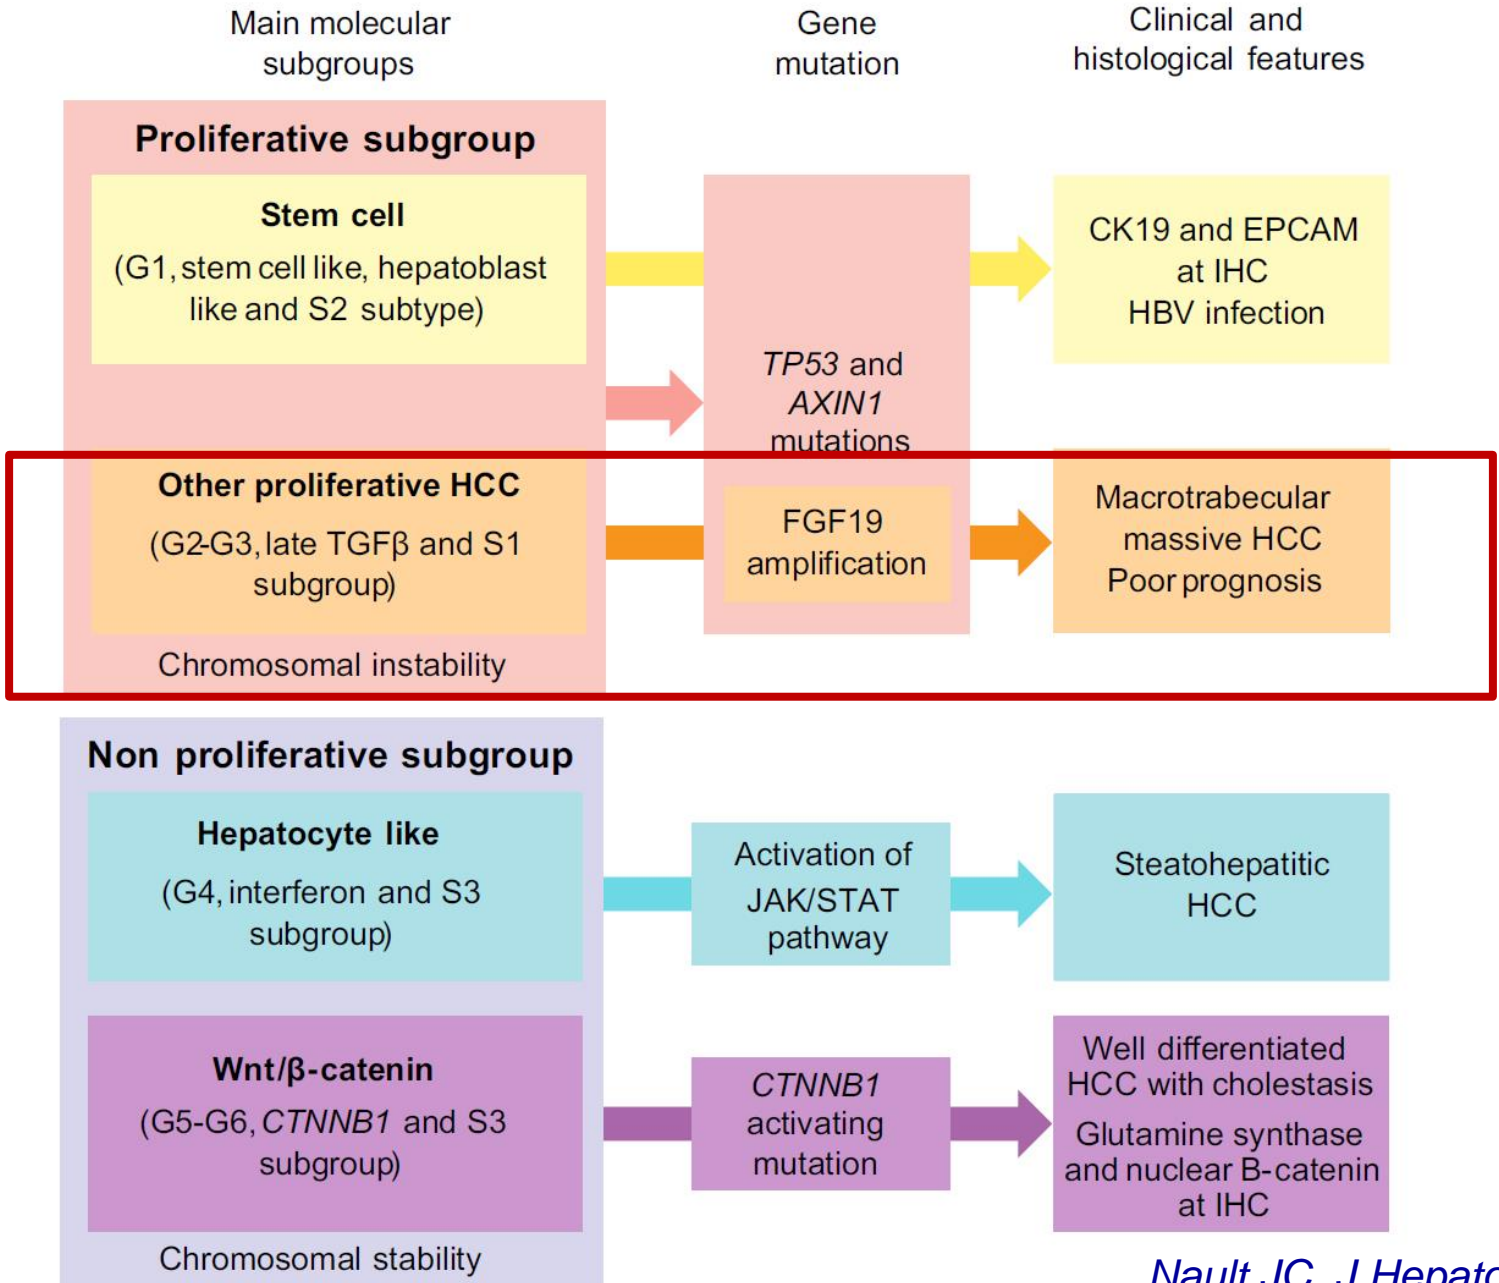 Main molecular
subgroups
Gene
mutation
Clinical and
histological features
Proliferative subgroup
Stem cell
(G1, stem cell like, hepatoblast
like and S2 subtype)
TP53 and
AXIN1
mutations
CK19 and EPCAM
at IHC
HBV infection
Other proliferative HCC
(G2-G3, late TGFβ and S1
subgroup)
FGF19
amplification
Macrotrabecular
massive HCC
Poor prognosis
Chromosomal instability
Non proliferative subgroup
Hepatocyte like
(G4, interferon and S3
subgroup)
Activation of
JAK/STAT
pathway
Steatohepatitic
HCC
Wnt/β-catenin
(G5-G6, CTNNB1 and S3
subgroup)
CTNNB1
activating
mutation
Well differentiated
HCC with cholestasis
Glutamine synthase
and nuclear B-catenin
at IHC
Chromosomal stability
Nault JC, J Hepato